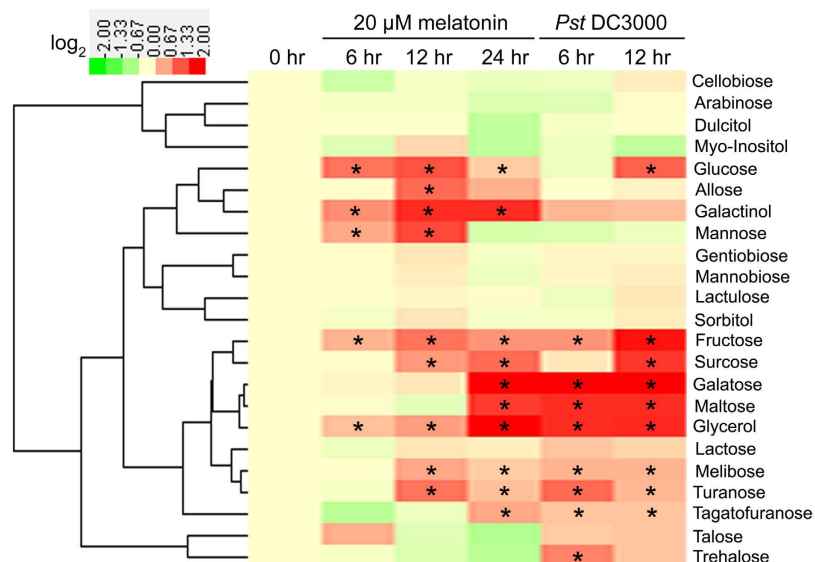 log2
-2.00
-1.33
-0.67
0.00
0.67
1.33
2.00
20 µM melatonin
Pst DC3000
0 hr 6 hr 12 hr 24 hr 6 hr 12 hr
Cellobiose
Arabinose
Dulcitol
Myo-Inositol
* * * * Glucose
* Allose
* * * Galactinol
* * Mannose
Gentiobiose
Mannobiose
Lactulose
Sorbitol
* * * * * Fructose
* * * Surcose
* * * Galatose
* * * Maltose
* * * * * Glycerol
Lactose
* * * * Melibose
* * * * Turanose
* * * Tagatofuranose
Talose
* Trehalose